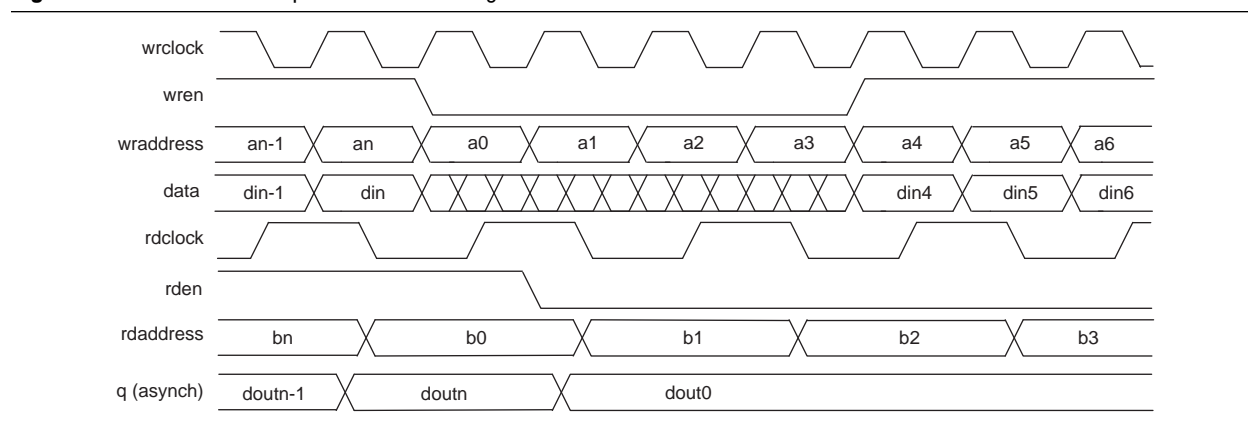 wrclock
wren
wraddress an-1 an a0 a1 a2 a3 a4 a5 a6
data din-1 din din4 din5 din6
rdclock
rden
rdaddress bn b0 b1 b2 b3
q (asynch) doutn-1 doutn dout0